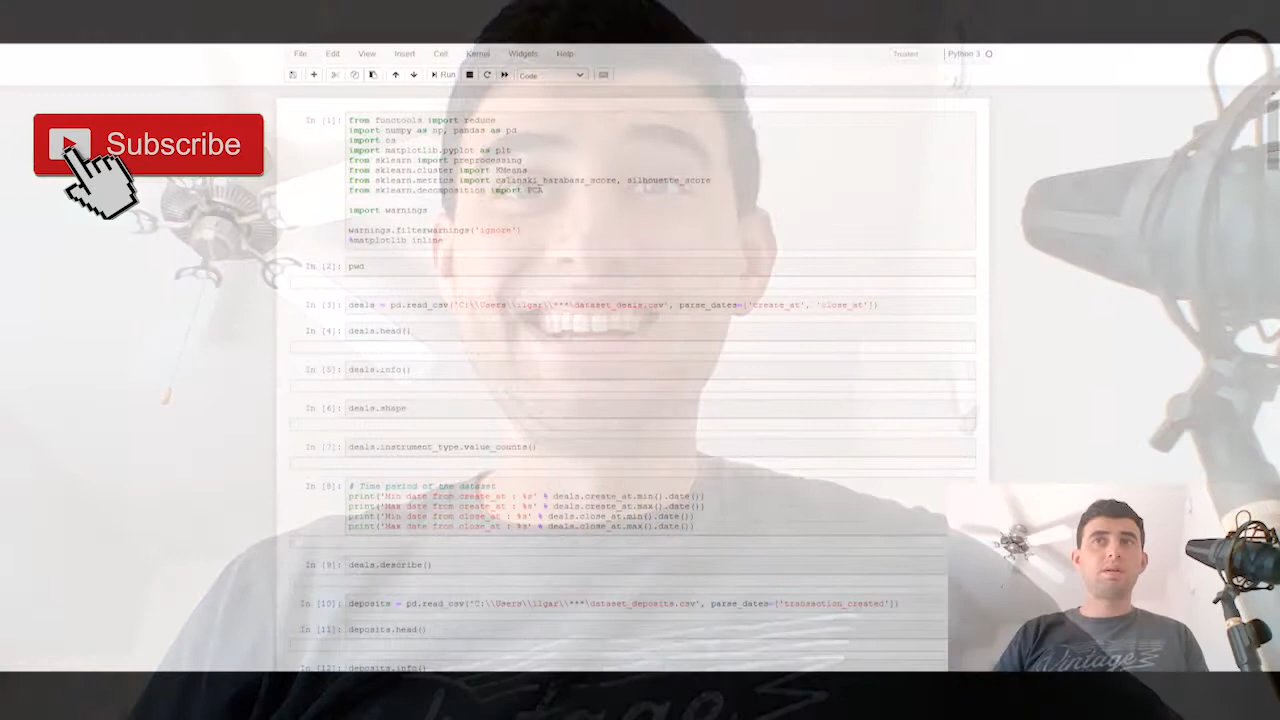 File Edit View Insert Cell Kernel Widgets Help
Trusted Python 3
Run Code
Subscribe
In [1]: from functools import reduce
import numpy as np, pandas as pd
import os
import matplotlib.pyplot as plt
from sklearn import preprocessing
from sklearn.cluster import KMeans
from sklearn.metrics import calinski_harabasz_score, silhouette_score
from sklearn.decomposition import PCA
import warnings
warnings.filterwarnings('ignore')
%matplotlib inline
In [2]: pwd
In [3]: deals = pd.read_csv('C:\\Users\\ilgar\\***\dataset_deals.csv', parse_dates=['create_at', 'close_at'])
In [4]: deals.head()
In [5]: deals.info()
In [6]: deals.shape
In [7]: deals.instrument_type.value_counts()
In [8]: # Time period of the dataset
print('Min date from create_at : %s' % deals.create_at.min().date())
print('Max date from create_at : %s' % deals.create_at.max().date())
print('Min date from close_at : %s' % deals.close_at.min().date())
print('Max date from close_at : %s' % deals.close_at.max().date())
In [9]: deals.describe()
In [10]: deposits = pd.read_csv('C:\\Users\\ilgar\\***\dataset_deposits.csv', parse_dates=['transaction_created'])
In [11]: deposits.head()
In [12]: deposits.info()
Vintage